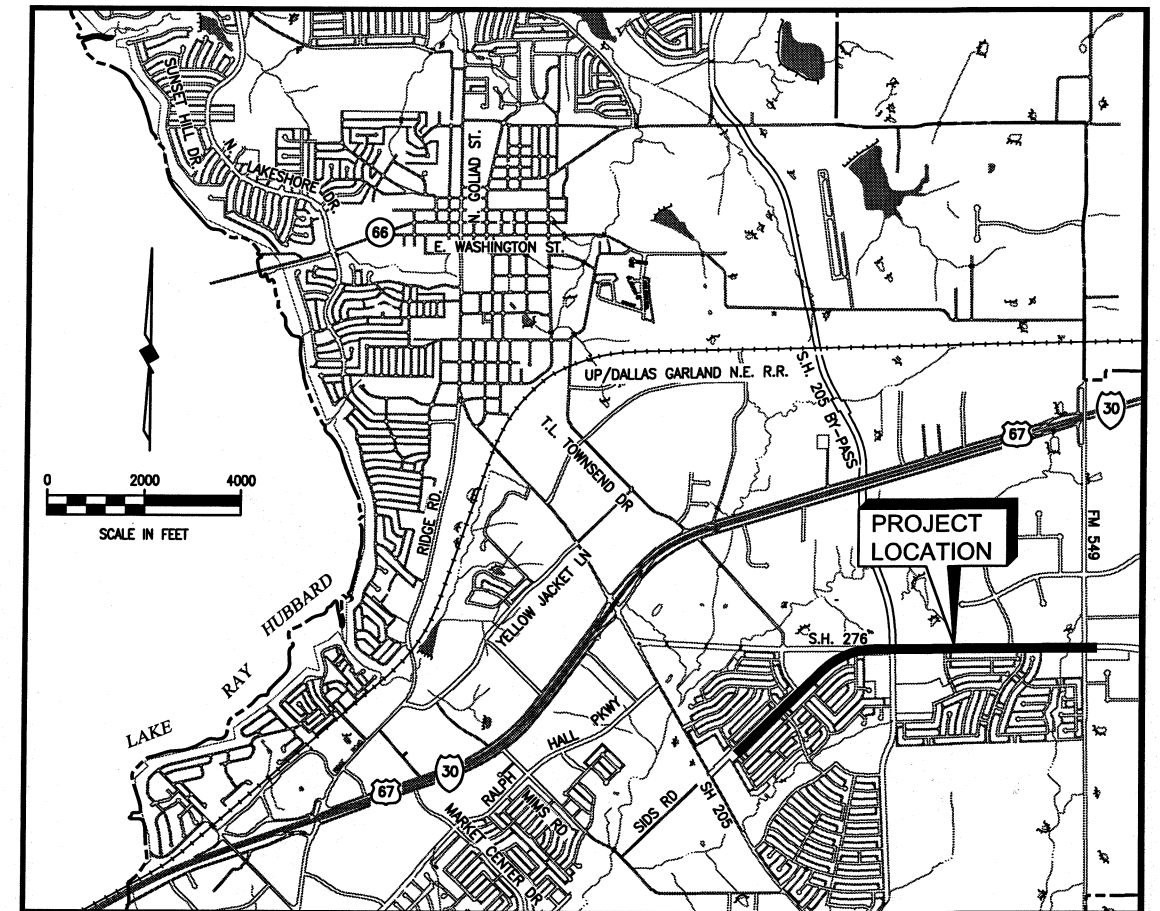 SUNSET HILL DR
N. LAKESHORE DR.
N. GOLIAD ST.
66
E. WASHINGTON ST.
UP/DALLAS GARLAND N.E. R.R.
S.H. 205 BY-PASS
30
67
T.L. TOWNSEND DR
0 2000 4000
SCALE IN FEET
RIDGE RD.
PROJECT
LOCATION
FM 549
YELLOW JACKET LN
HUBBARD
RAY
LAKE
S.H. 276
RALPH HALL PKWY
30
67
MIMS RD
SIDS RD
SH 205
MARKET CENTER DR.